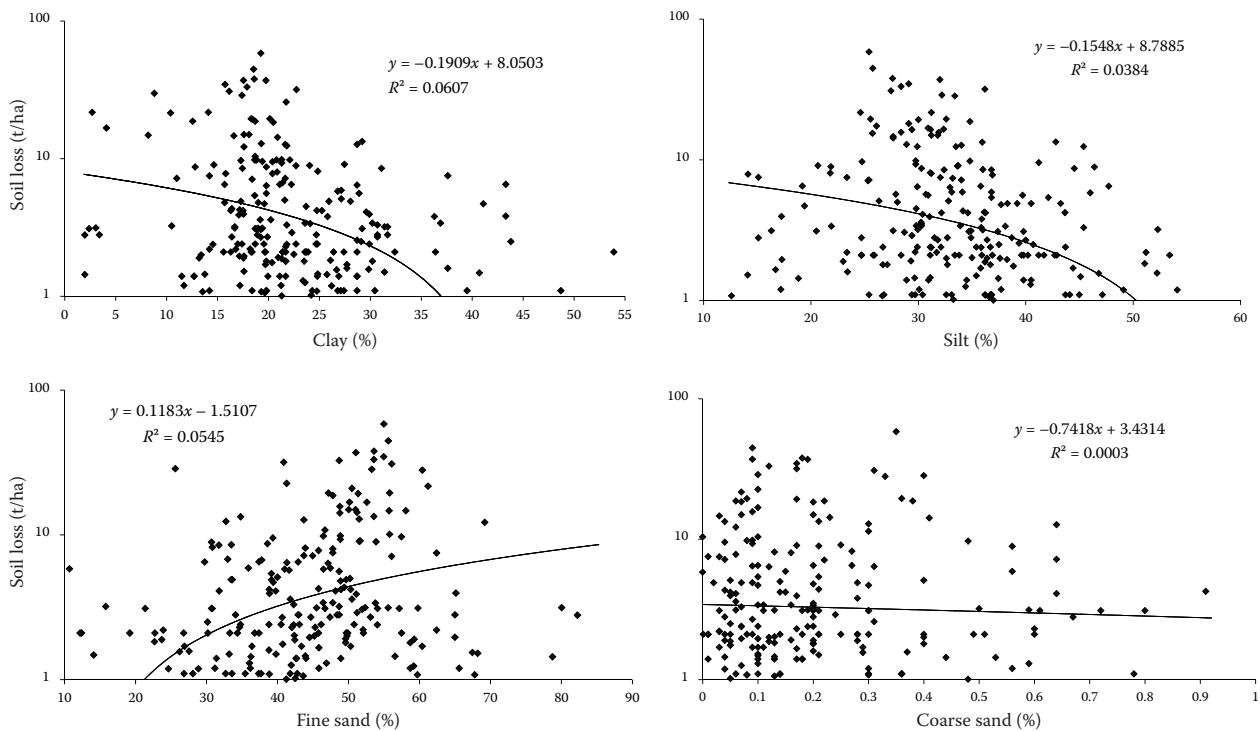 100
10
1
Soil loss (t/ha)
y = −0.1909x + 8.0503
R² = 0.0607
0 5 10 15 20 25 30 35 40 45 50 55
Clay (%)
100
10
1
y = −0.1548x + 8.7885
R² = 0.0384
10 20 30 40 50 60
Silt (%)
100
10
1
Soil loss (t/ha)
y = 0.1183x − 1.5107
R² = 0.0545
10 20 30 40 50 60 70 80 90
Fine sand (%)
100
10
1
y = −0.7418x + 3.4314
R² = 0.0003
0 0.1 0.2 0.3 0.4 0.5 0.6 0.7 0.8 0.9 1
Coarse sand (%)